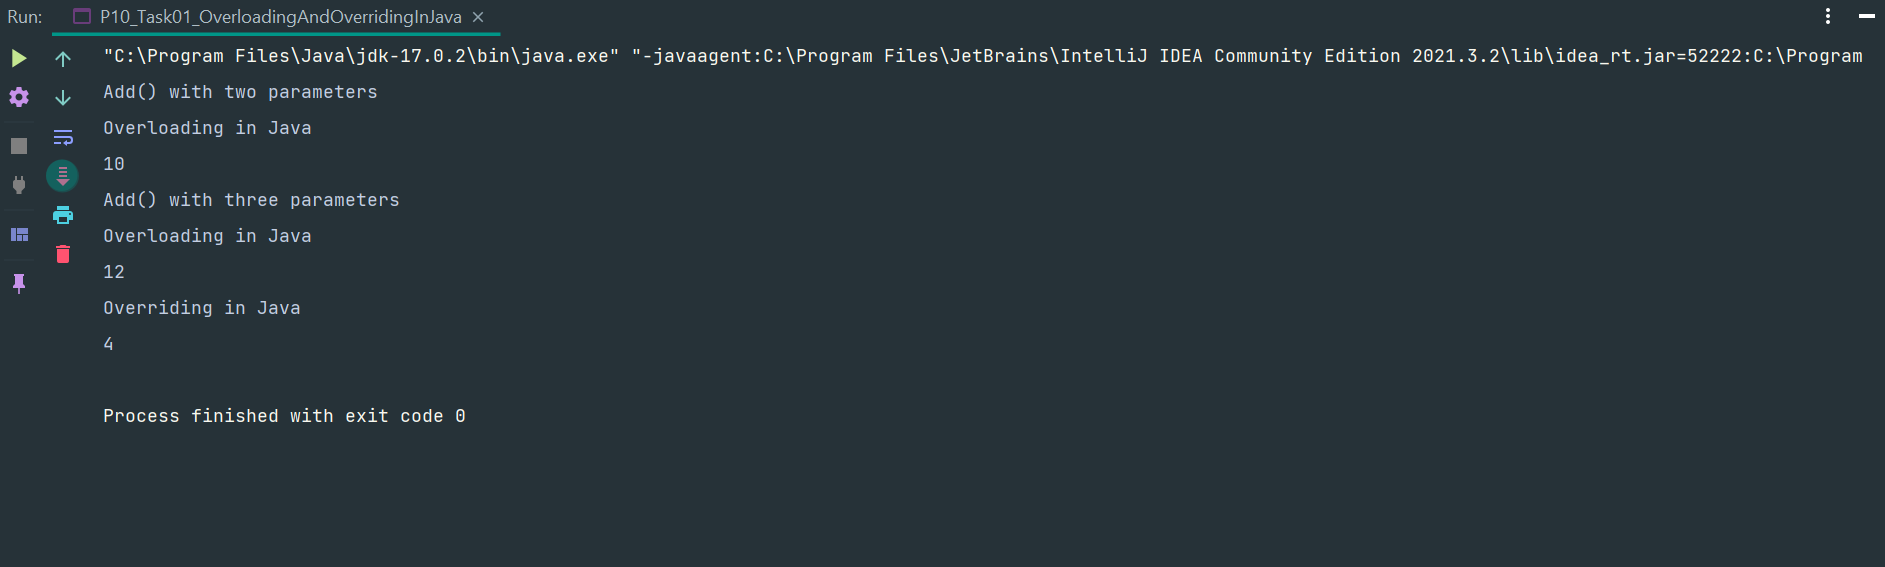 Run: P10_Task01_OverloadingAndOverridingInJava
"C:\Program Files\Java\jdk-17.0.2\bin\java.exe" "-javaagent:C:\Program Files\JetBrains\IntelliJ IDEA Community Edition 2021.3.2\lib\idea_rt.jar=52222:C:\Program
Add() with two parameters
Overloading in Java
10
Add() with three parameters
Overloading in Java
12
Overriding in Java
4
Process finished with exit code 0